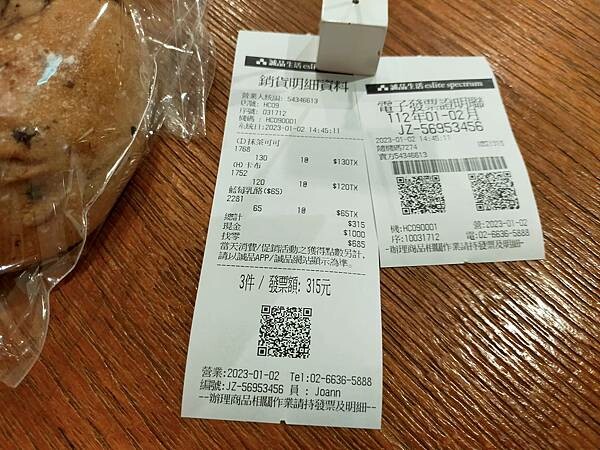 誠品生活 eslite spectrum
銷貨明細資料
營業人統編: 54346613
店號: HC09
序號: 031712
機碼: HC090001
系統日:2023-01-02 14:45:11
(D)抹茶可可
1768
130 1@ $130TX
(H)卡布
1752
120 1@ $120TX
藍莓乳酪($65)
2281
65 1@ $65TX
總計 $315
現金 $1000
找零 $685
當天消費/促銷活動之獲得點數另計,
請以誠品APP/誠品網站顯示為準。
3件 / 發票額: 315元
營業:2023-01-02 Tel:02-6636-5888
編號:JZ-56953456 員 : Joann
--辦理商品相關作業請持發票及明細--
誠品生活 eslite spectrum
電子發票證明聯
112年01-02月
JZ-56953456
2023-01-02 14:45:11
隨機碼7274
賣方54346613
機:HC090001 營:2023-01-02
序:10031712 電:02-6636-5888
-辦理商品相關作業請持發票及明細-